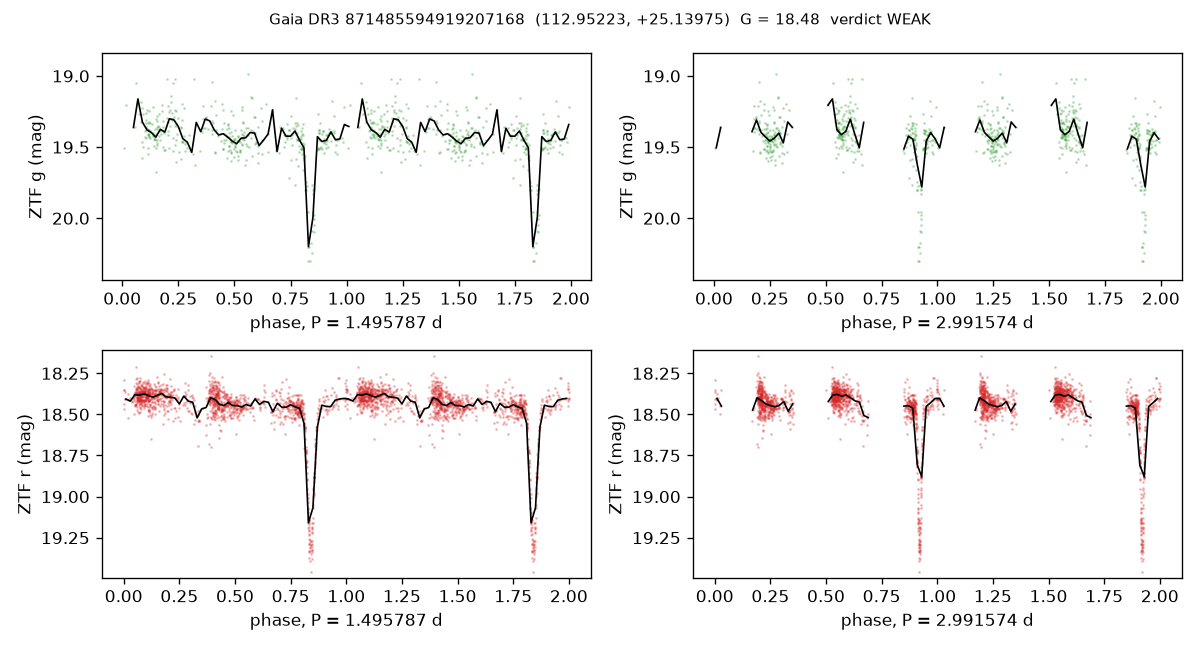 Gaia DR3 871485594919207168  (112.95223, +25.13975)  G = 18.48  verdict WEAK
ZTF g (mag)
19.0
19.5
20.0
0.00 0.25 0.50 0.75 1.00 1.25 1.50 1.75 2.00
phase, P = 1.495787 d
ZTF g (mag)
19.0
19.5
20.0
0.00 0.25 0.50 0.75 1.00 1.25 1.50 1.75 2.00
phase, P = 2.991574 d
ZTF r (mag)
18.25
18.50
18.75
19.00
19.25
0.00 0.25 0.50 0.75 1.00 1.25 1.50 1.75 2.00
phase, P = 1.495787 d
ZTF r (mag)
18.25
18.50
18.75
19.00
19.25
0.00 0.25 0.50 0.75 1.00 1.25 1.50 1.75 2.00
phase, P = 2.991574 d